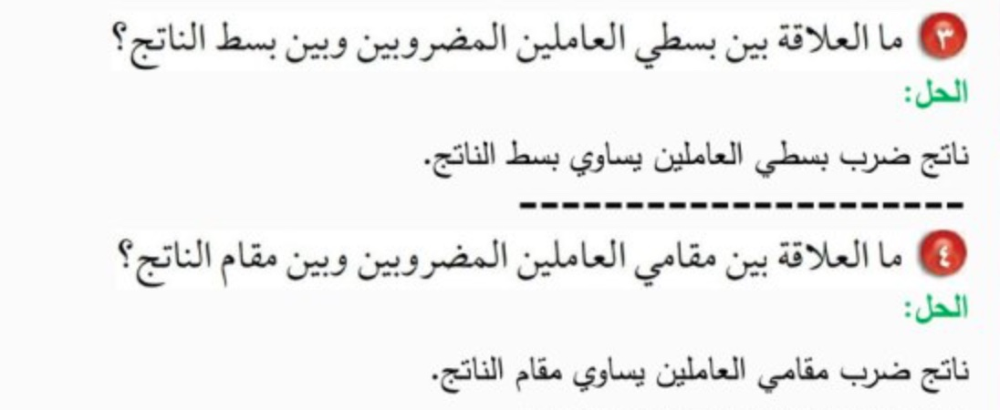 ٣ ما العلاقة بين بسطي العاملين المضروبين وبين بسط الناتج؟
الحل:
ناتج ضرب بسطي العاملين يساوي بسط الناتج.
---------------------
٤ ما العلاقة بين مقامي العاملين المضروبين وبين مقام الناتج؟
الحل:
ناتج ضرب مقامي العاملين يساوي مقام الناتج.